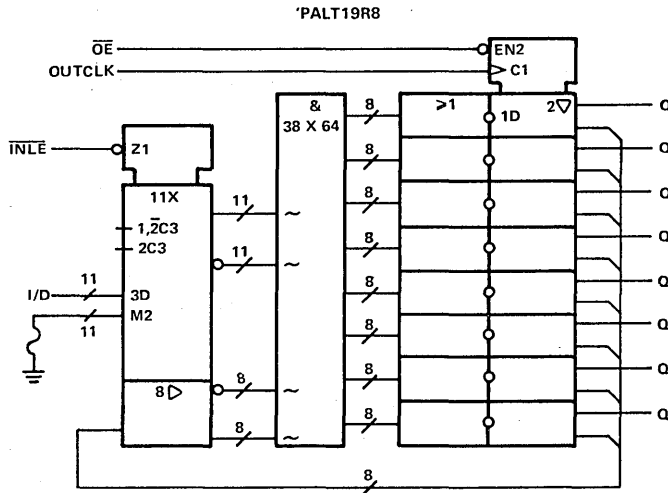 'PALT19R8
OE
EN2
OUTCLK
C1
&
38 X 64
8
≥1
1D
2▽
Q
INLE
Z1
11X
1,2C3
2C3
11
~
8
Q
8
Q
8
Q
11
~
I/D
11
3D
M2
11
8
Q
8
Q
8 ▷
8
~
8
Q
8
~
8
Q
8